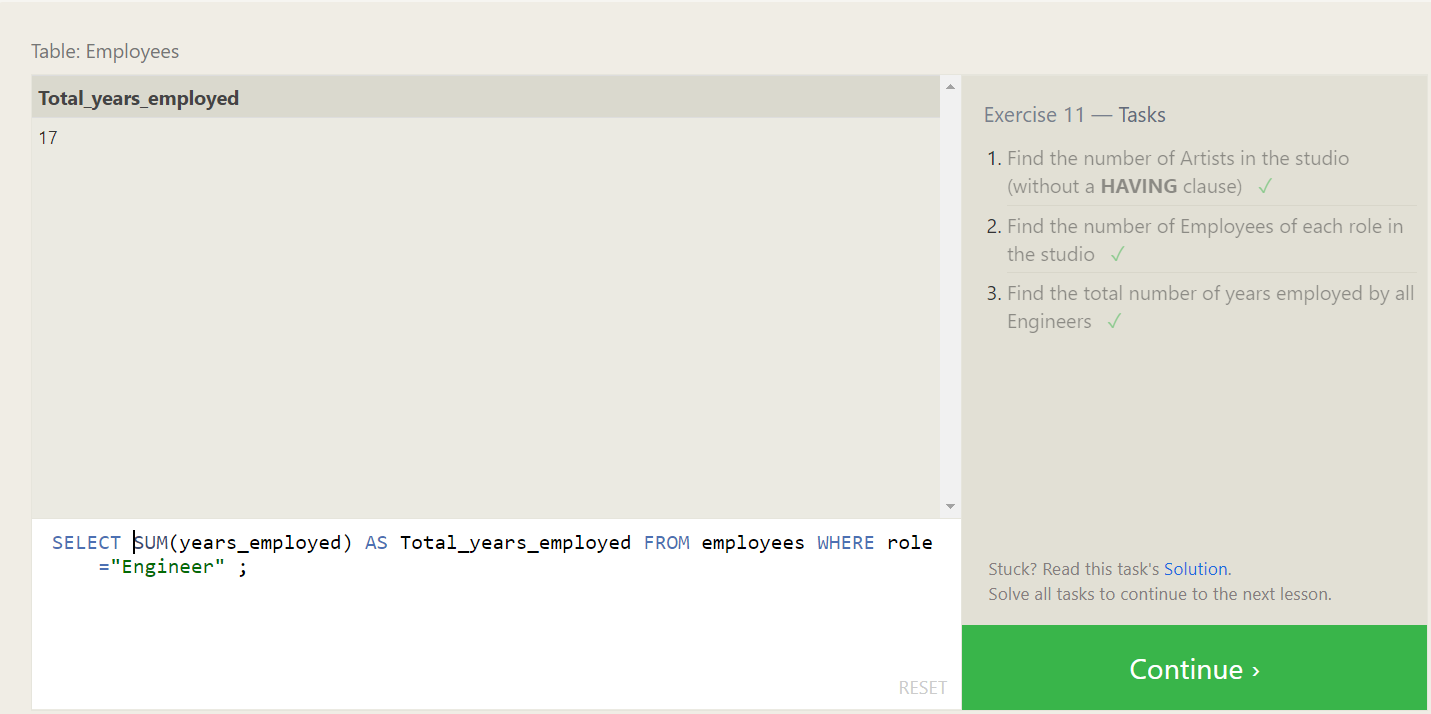 Table: Employees
Total_years_employed
17
Exercise 11 — Tasks
1. Find the number of Artists in the studio
(without a HAVING clause) ✓
2. Find the number of Employees of each role in
the studio ✓
3. Find the total number of years employed by all
Engineers ✓
SELECT SUM(years_employed) AS Total_years_employed FROM employees WHERE role
="Engineer" ;
RESET
Stuck? Read this task's Solution.
Solve all tasks to continue to the next lesson.
Continue ›